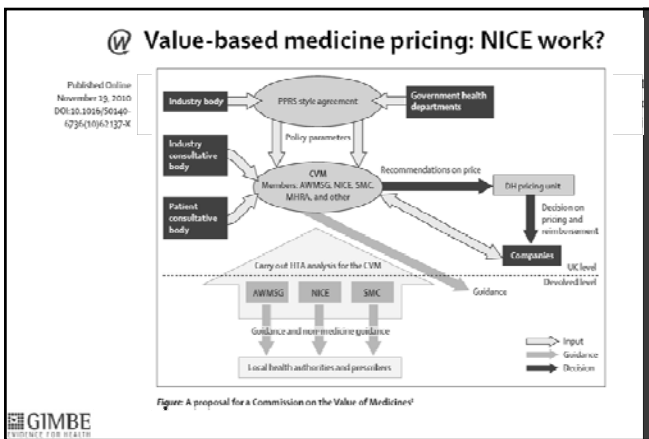 Value-based medicine pricing: NICE work?
Published Online
November 19, 2010
DOI:10.1016/S0140-
6736(10)62137-X
Industry body
PPRS style agreement
Government health
departments
Policy parameters
Industry
consultative
body
Patient
consultative
body
CVM
Members: AWMSG, NICE, SMC,
MHRA, and other
Recommendations on price
DH pricing unit
Decision on
pricing and
reimbursement
Companies
UK level
Devolved level
Carry out HTA analysis for the CVM
AWMSG
NICE
SMC
Guidance
Guidance and non-medicine guidance
Local health authorities and prescribers
Input
Guidance
Decision
Figure: A proposal for a Commission on the Value of Medicines²
GIMBE
EVIDENCE FOR HEALTH